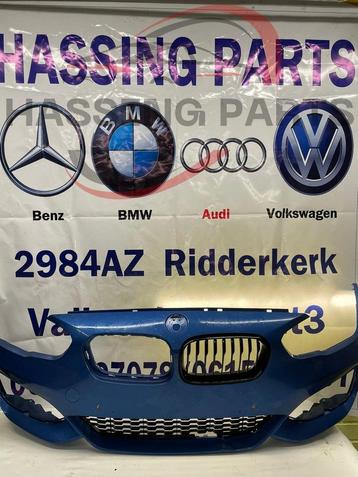 HASSING PARTS
HASSING PARTS
BMW
Benz BMW Audi Volkswagen
2984AZ Ridderkerk